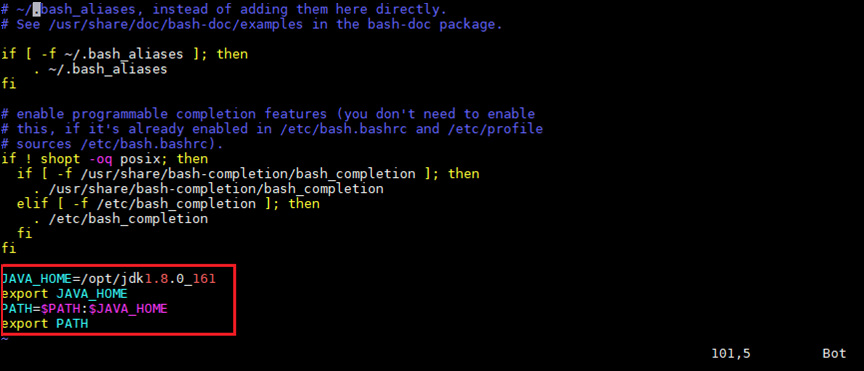 # ~/.bash_aliases, instead of adding them here directly.
# See /usr/share/doc/bash-doc/examples in the bash-doc package.
if [ -f ~/.bash_aliases ]; then
    . ~/.bash_aliases
fi
# enable programmable completion features (you don't need to enable
# this, if it's already enabled in /etc/bash.bashrc and /etc/profile
# sources /etc/bash.bashrc).
if ! shopt -oq posix; then
  if [ -f /usr/share/bash-completion/bash_completion ]; then
    . /usr/share/bash-completion/bash_completion
  elif [ -f /etc/bash_completion ]; then
    . /etc/bash_completion
  fi
fi
JAVA_HOME=/opt/jdk1.8.0_161
export JAVA_HOME
PATH=$PATH:$JAVA_HOME
export PATH
~
101,5 Bot